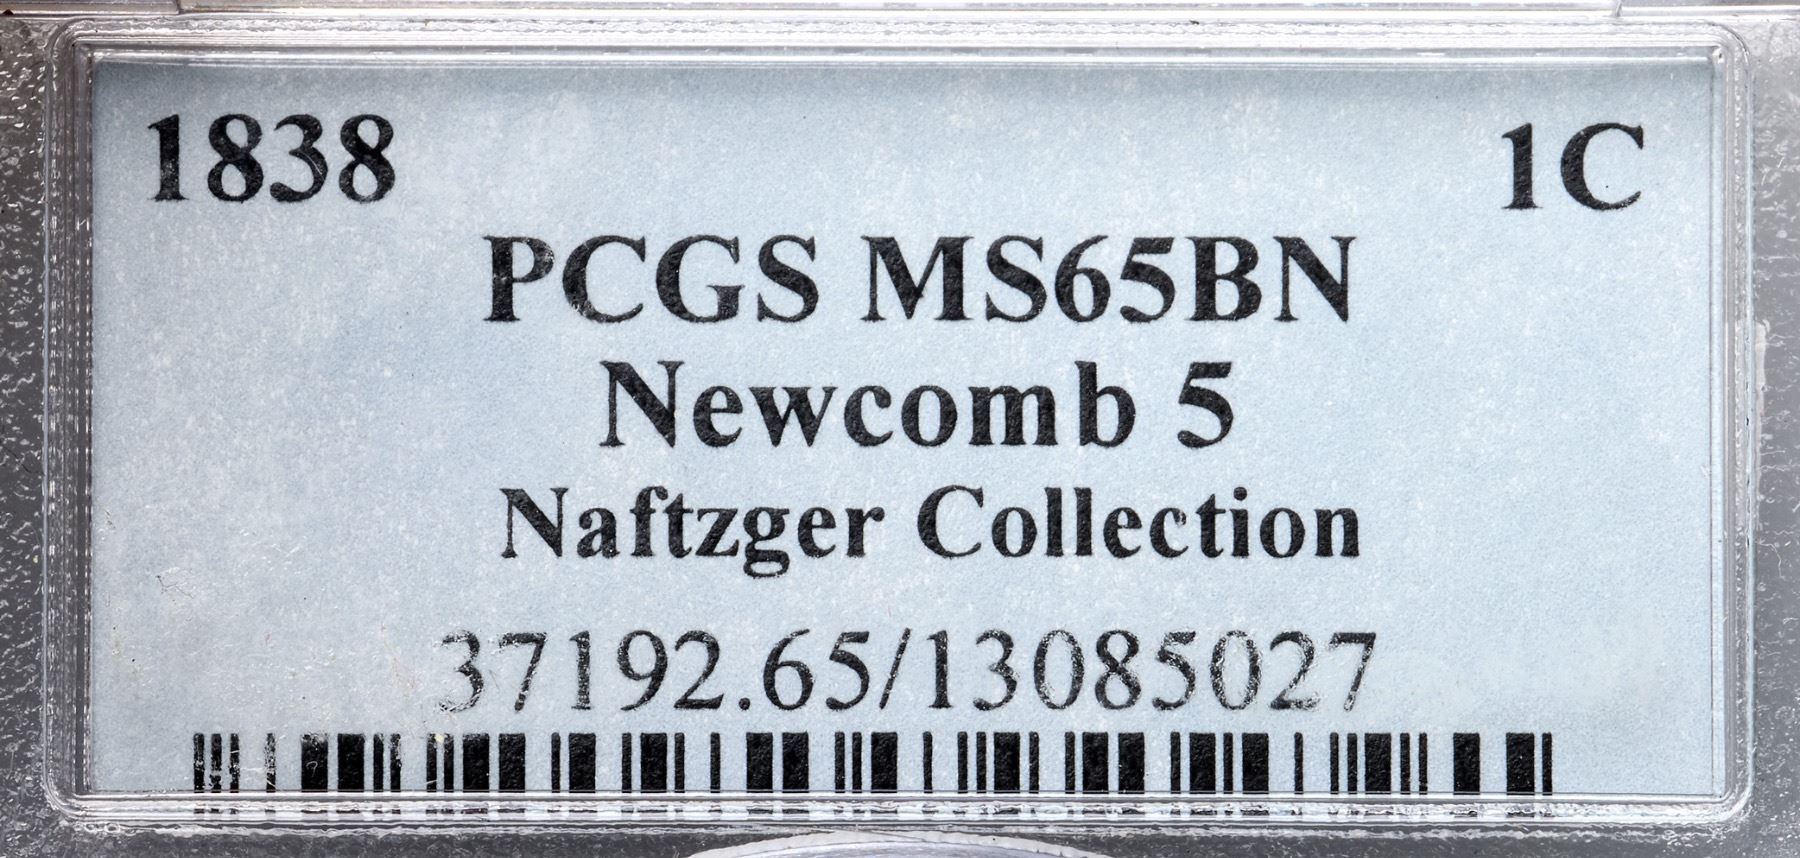 1838 1C
PCGS MS65BN
Newcomb 5
Naftzger Collection
37192.65/13085027